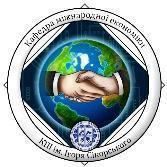 Кафедра міжнародної економіки
КПІ ім. Ігоря Сікорського